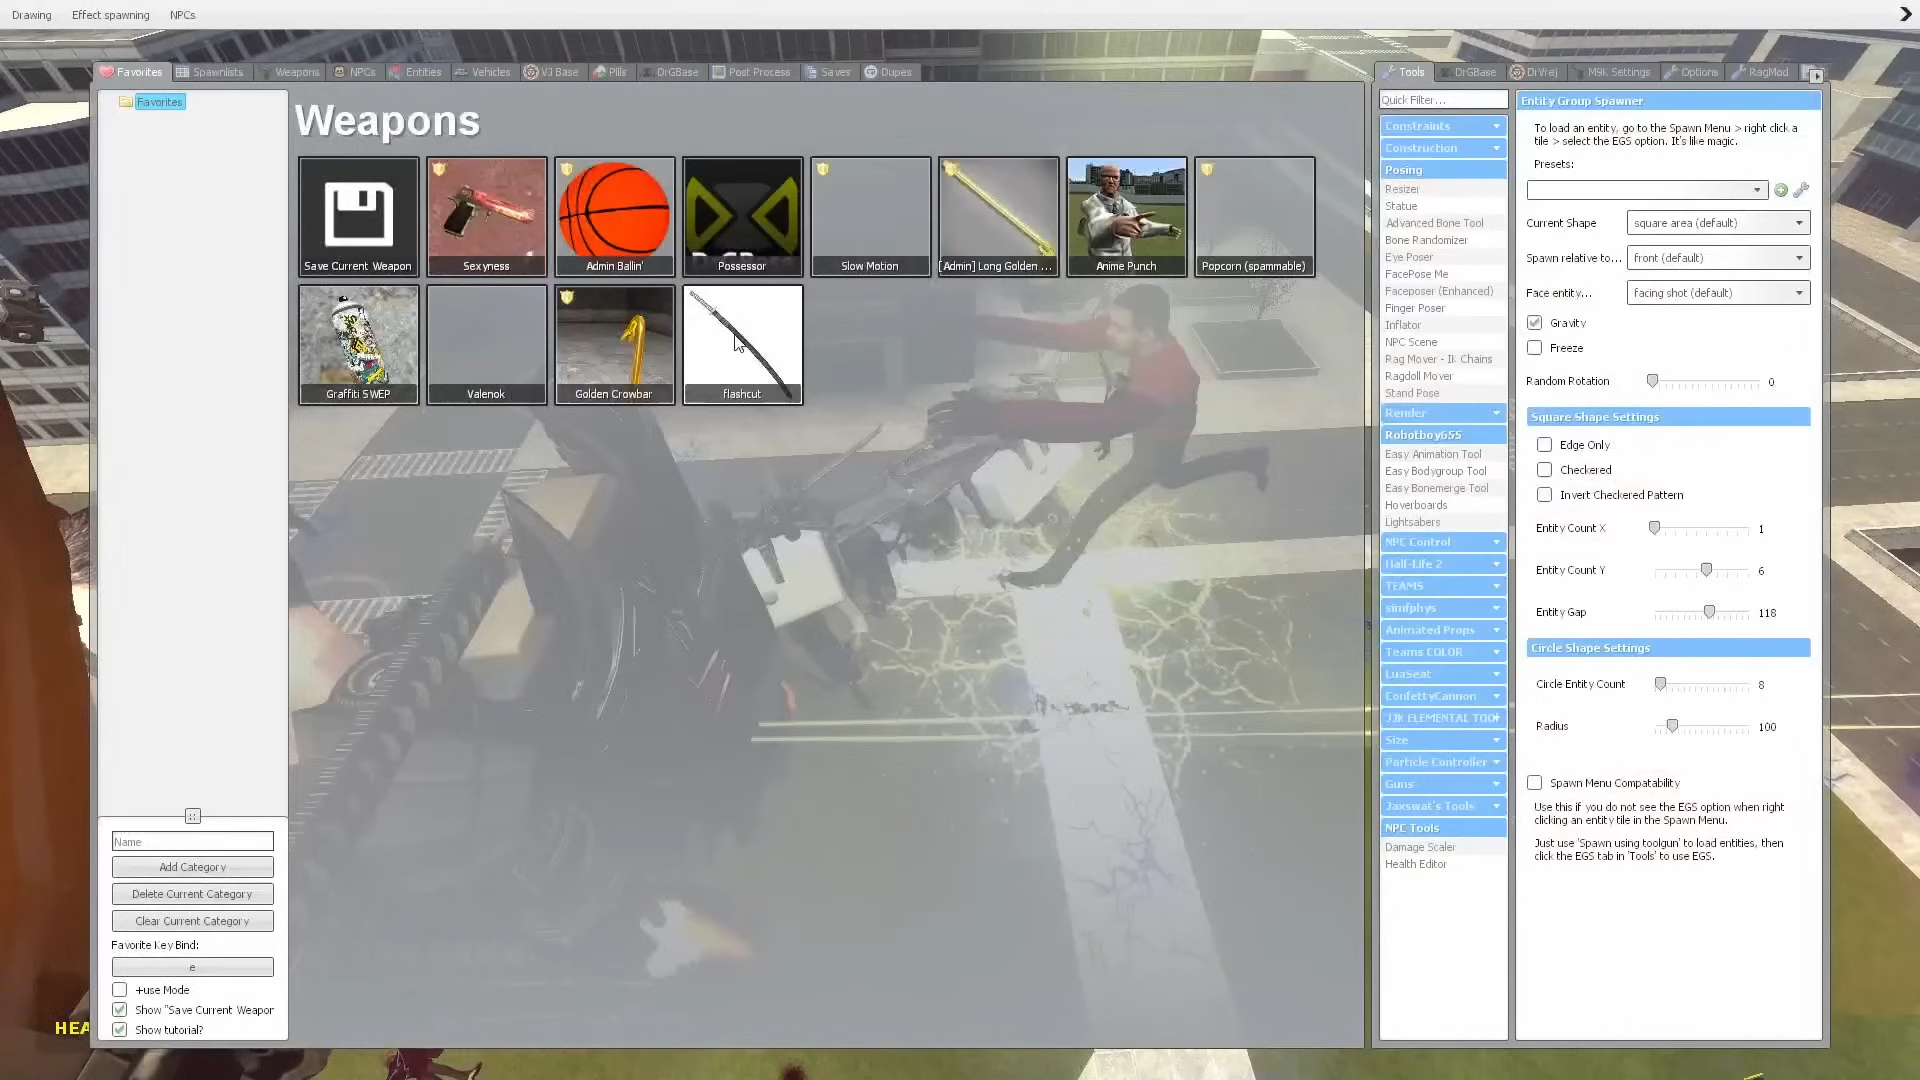 Drawing Effect spawning NPCs
Favorites Spawnlists Weapons NPCs Entities Vehicles VJ Base Pills DrGBase Post Process Saves Dupes
Favorites
Weapons
Save Current Weapon Sexyness Admin Ballin' Possessor Slow Motion [Admin] Long Golden ... Anime Punch Popcorn (spammable)
Graffiti SWEP Valenok Golden Crowbar flashcut
Name
Add Category
Delete Current Category
Clear Current Category
Favorite Key Bind:
e
+use Mode
Show "Save Current Weapor
Show tutorial?
HEA
Tools DrGBase DrVrej M9K Settings Options RagMod
Quick Filter...
Constraints
Construction
Posing
Resizer
Statue
Advanced Bone Tool
Bone Randomizer
Eye Poser
FacePose Me
Faceposer (Enhanced)
Finger Poser
Inflator
NPC Scene
Rag Mover - IK Chains
Ragdoll Mover
Stand Pose
Render
Robotboy655
Easy Animation Tool
Easy Bodygroup Tool
Easy Bonemerge Tool
Hoverboards
Lightsabers
NPC Control
Half-Life 2
TEAMS
simfphys
Animated Props
Teams COLOR
LuaSeat
ConfettyCannon
JJK ELEMENTAL TOO
Size
Particle Controller
Guns
Jaxswat's Tools
NPC Tools
Damage Scaler
Health Editor
Entity Group Spawner
To load an entity, go to the Spawn Menu > right click a
tile > select the EGS option. It's like magic.
Presets:
Current Shape square area (default)
Spawn relative to... front (default)
Face entity... facing shot (default)
Gravity
Freeze
Random Rotation 0
Square Shape Settings
Edge Only
Checkered
Invert Checkered Pattern
Entity Count X 1
Entity Count Y 6
Entity Gap 118
Circle Shape Settings
Circle Entity Count 8
Radius 100
Spawn Menu Compatability
Use this if you do not see the EGS option when right
clicking an entity tile in the Spawn Menu.
Just use 'Spawn using toolgun' to load entities, then
click the EGS tab in 'Tools' to use EGS.